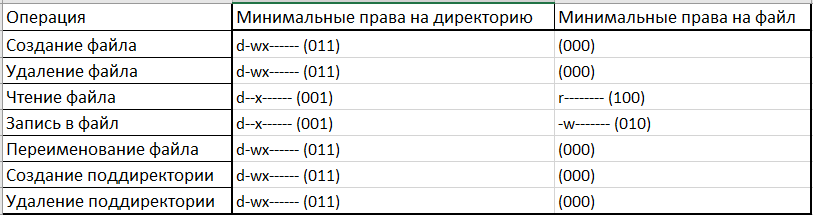 Операция Минимальные права на директорию Минимальные права на файл
Создание файла d-wx------ (011) (000)
Удаление файла d-wx------ (011) (000)
Чтение файла d--x------ (001) r-------- (100)
Запись в файл d--x------ (001) -w------- (010)
Переименование файла d-wx------ (011) (000)
Создание поддиректории d-wx------ (011) (000)
Удаление поддиректории d-wx------ (011) (000)